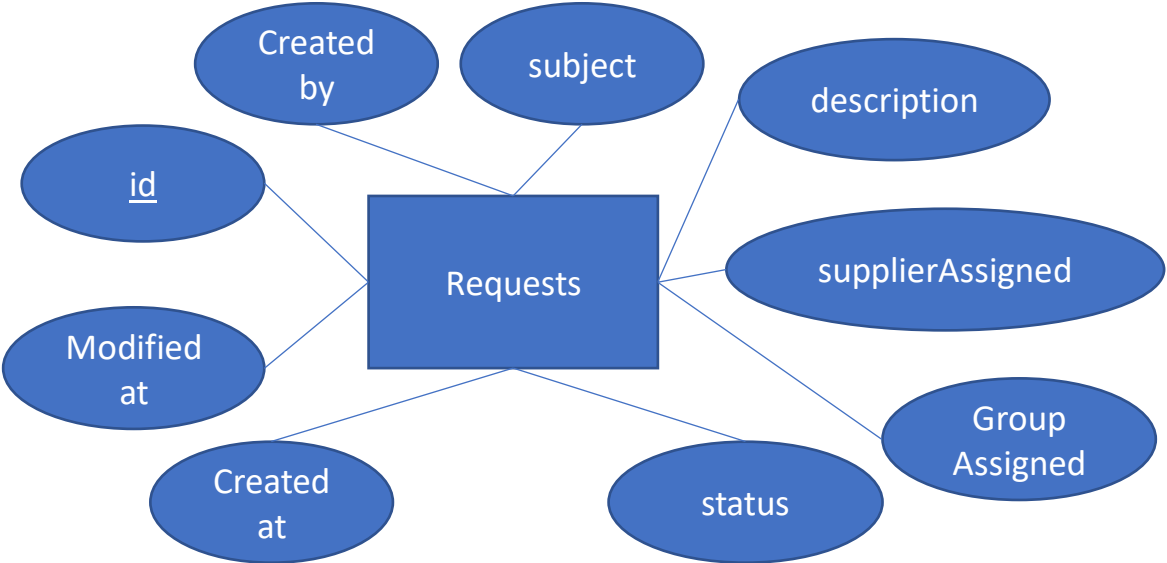 Created
by
subject
description
id
Requests
supplierAssigned
Modified
at
Group
Assigned
Created
at
status